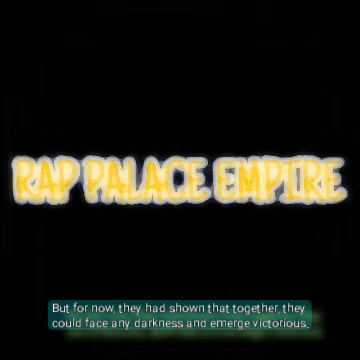 RAP PALACE EMPIRE
But for now, they had shown that together, they
could face any darkness and emerge victorious.